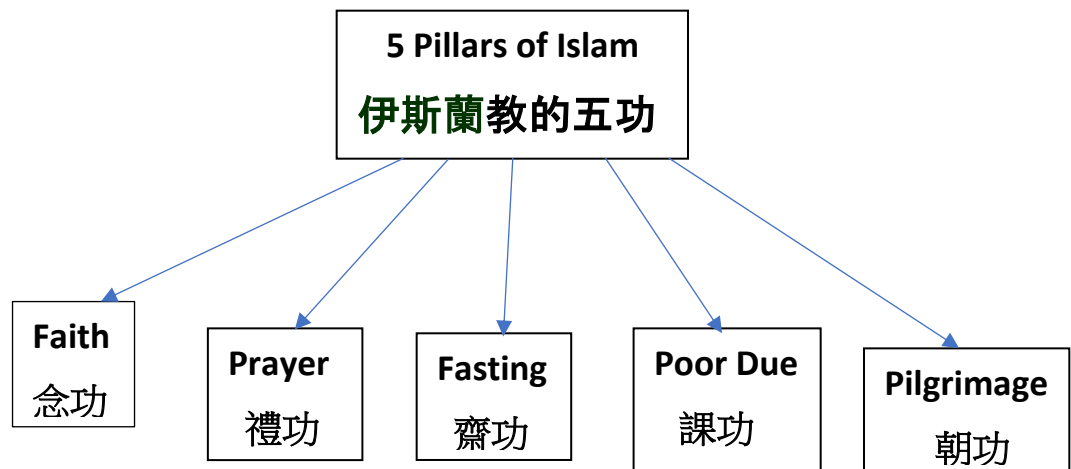 5 Pillars of Islam
伊斯蘭教的五功
Faith
念功
Prayer
禮功
Fasting
齋功
Poor Due
課功
Pilgrimage
朝功